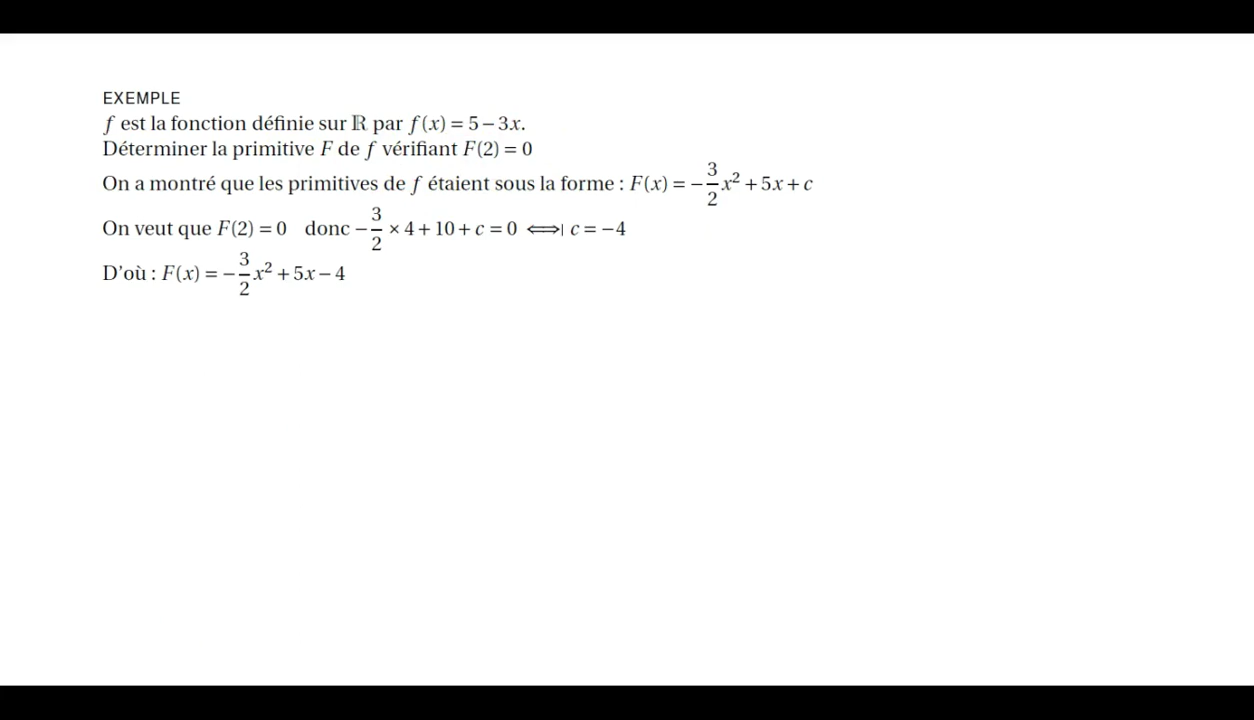 EXEMPLE
f est la fonction définie sur ℝ par f(x) = 5 − 3x.
Déterminer la primitive F de f vérifiant F(2) = 0
On a montré que les primitives de f étaient sous la forme : F(x) = −3/2 x² + 5x + c
On veut que F(2) = 0 donc −3/2 × 4 + 10 + c = 0 ⟺ c = −4
D'où : F(x) = −3/2 x² + 5x − 4